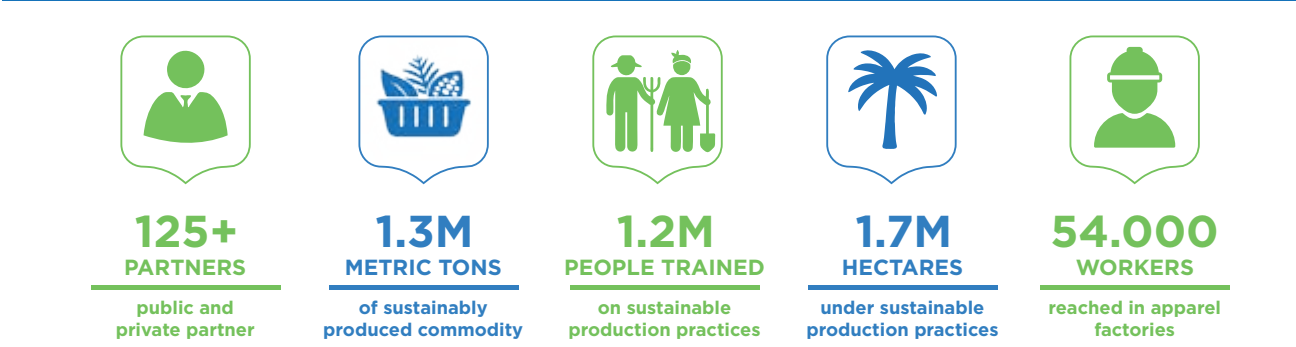 125+
PARTNERS
public and
private partner
1.3M
METRIC TONS
of sustainably
produced commodity
1.2M
PEOPLE TRAINED
on sustainable
production practices
1.7M
HECTARES
under sustainable
production practices
54.000
WORKERS
reached in apparel
factories